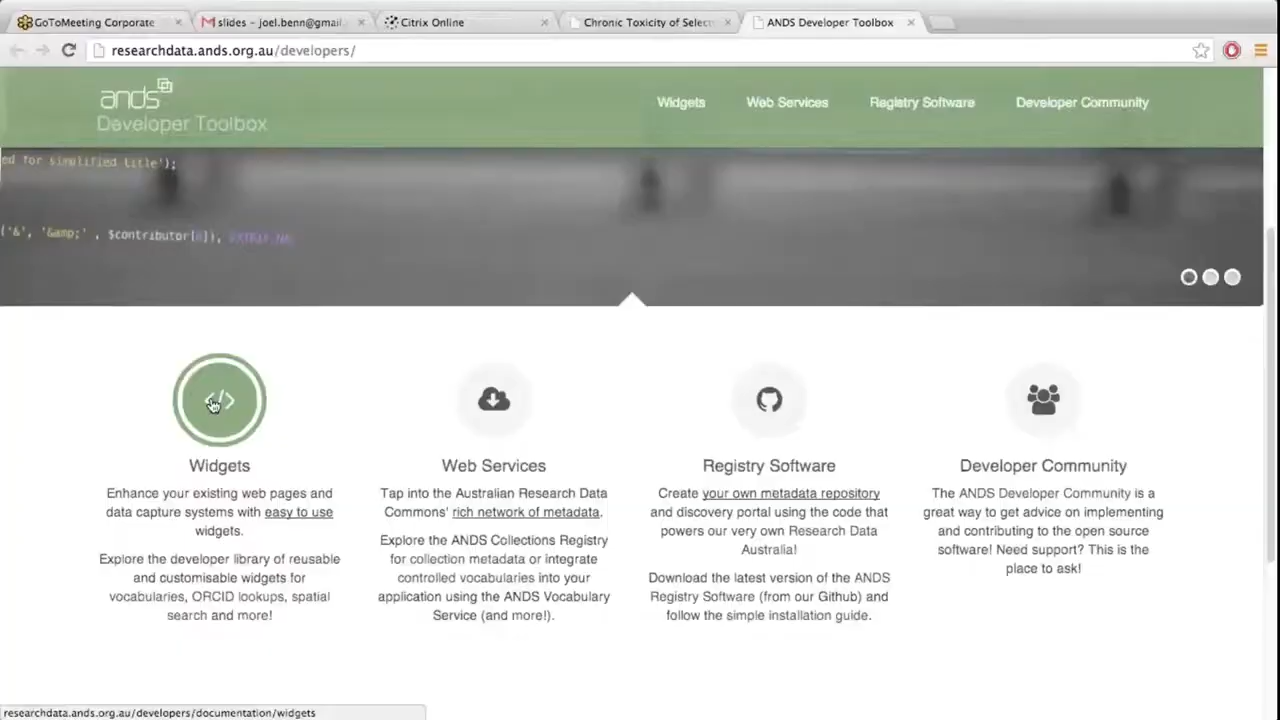 GoToMeeting Corporate
slides – joel.benn@gmail.
Citrix Online
Chronic Toxicity of Select
ANDS Developer Toolbox
researchdata.ands.org.au/developers/
ands
Developer Toolbox
Widgets
Web Services
Registry Software
Developer Community
ed for simplified title');
('&', '&amp;' , $contributor[0]),
</>
Widgets
Enhance your existing web pages and
data capture systems with easy to use
widgets.
Explore the developer library of reusable
and customisable widgets for
vocabularies, ORCID lookups, spatial
search and more!
Web Services
Tap into the Australian Research Data
Commons' rich network of metadata.
Explore the ANDS Collections Registry
for collection metadata or integrate
controlled vocabularies into your
application using the ANDS Vocabulary
Service (and more!).
Registry Software
Create your own metadata repository
and discovery portal using the code that
powers our very own Research Data
Australia!
Download the latest version of the ANDS
Registry Software (from our Github) and
follow the simple installation guide.
Developer Community
The ANDS Developer Community is a
great way to get advice on implementing
and contributing to the open source
software! Need support? This is the
place to ask!
researchdata.ands.org.au/developers/documentation/widgets